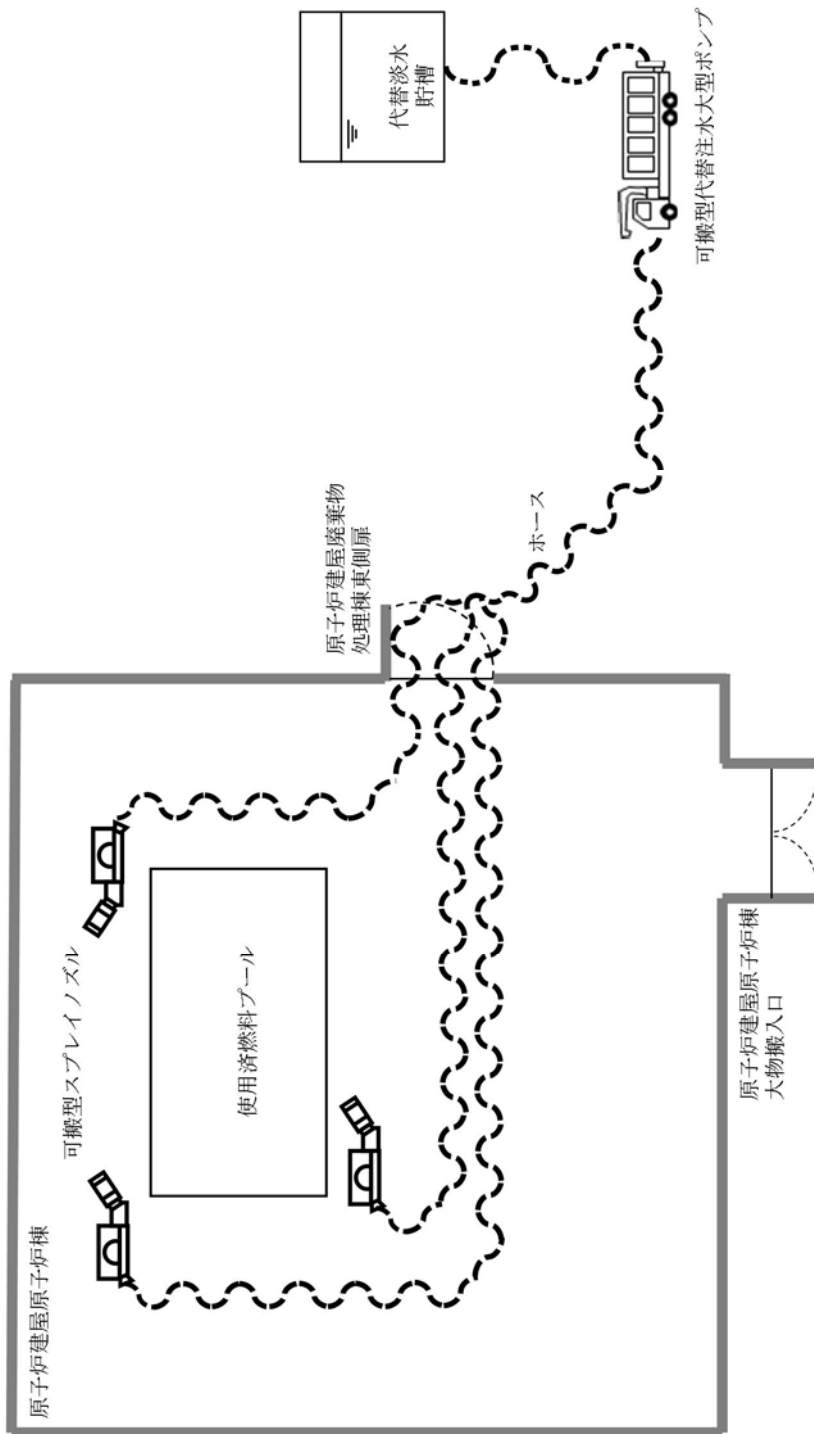 原子炉建屋原子炉棟
可搬型スプレイノズル
使用済燃料プール
原子炉建屋原子炉棟
大物搬入口
原子炉建屋廃棄物
処理棟東側扉
ホース
代替淡水
貯槽
可搬型代替注水大型ポンプ